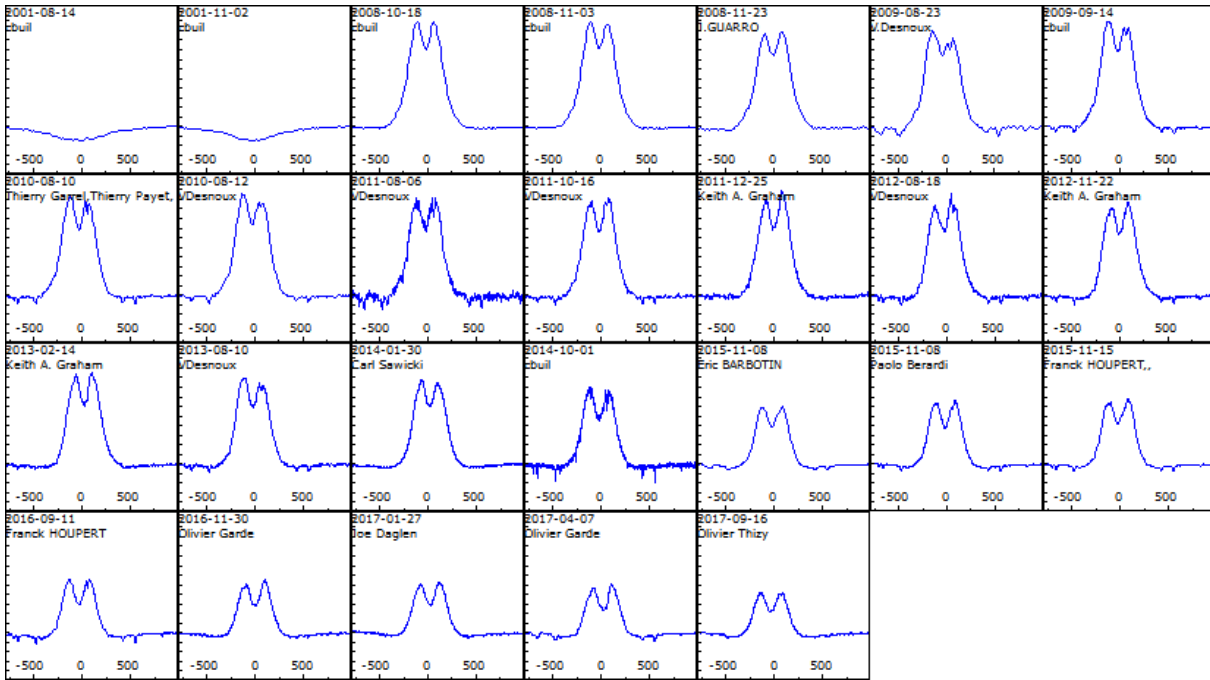 2001-08-14
cbuil
2001-11-02
cbuil
2008-10-18
cbuil
2008-11-03
cbuil
2008-11-23
J.GUARRO
2009-08-23
V.Desnoux
2009-09-14
cbuil
-500 0 500
-500 0 500
-500 0 500
-500 0 500
-500 0 500
-500 0 500
-500 0 500
2010-08-10
Thierry Garrel,Thierry Payet,
2010-08-12
VDesnoux
2011-08-06
VDesnoux
2011-10-16
VDesnoux
2011-12-25
Keith A. Graham
2012-08-18
VDesnoux
2012-11-22
Keith A. Graham
-500 0 500
-500 0 500
-500 0 500
-500 0 500
-500 0 500
-500 0 500
-500 0 500
2013-02-14
Keith A. Graham
2013-08-10
VDesnoux
2014-01-30
Carl Sawicki
2014-10-01
cbuil
2015-11-08
Eric BARBOTIN
2015-11-08
Paolo Berardi
2015-11-15
Franck HOUPERT,,
-500 0 500
-500 0 500
-500 0 500
-500 0 500
-500 0 500
-500 0 500
-500 0 500
2016-09-11
Franck HOUPERT
2016-11-30
Olivier Garde
2017-01-27
Joe Daglen
2017-04-07
Olivier Garde
2017-09-16
Olivier Thizy
-500 0 500
-500 0 500
-500 0 500
-500 0 500
-500 0 500